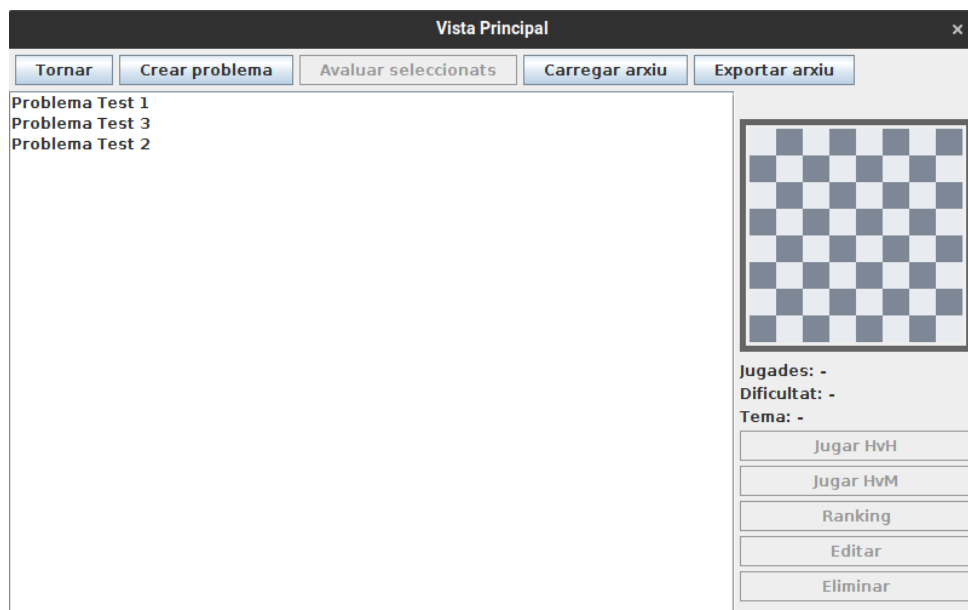 Vista Principal ×
Tornar Crear problema Avaluar seleccionats Carregar arxiu Exportar arxiu
Problema Test 1
Problema Test 3
Problema Test 2
Jugades: -
Dificultat: -
Tema: -
Jugar HvH
Jugar HvM
Ranking
Editar
Eliminar